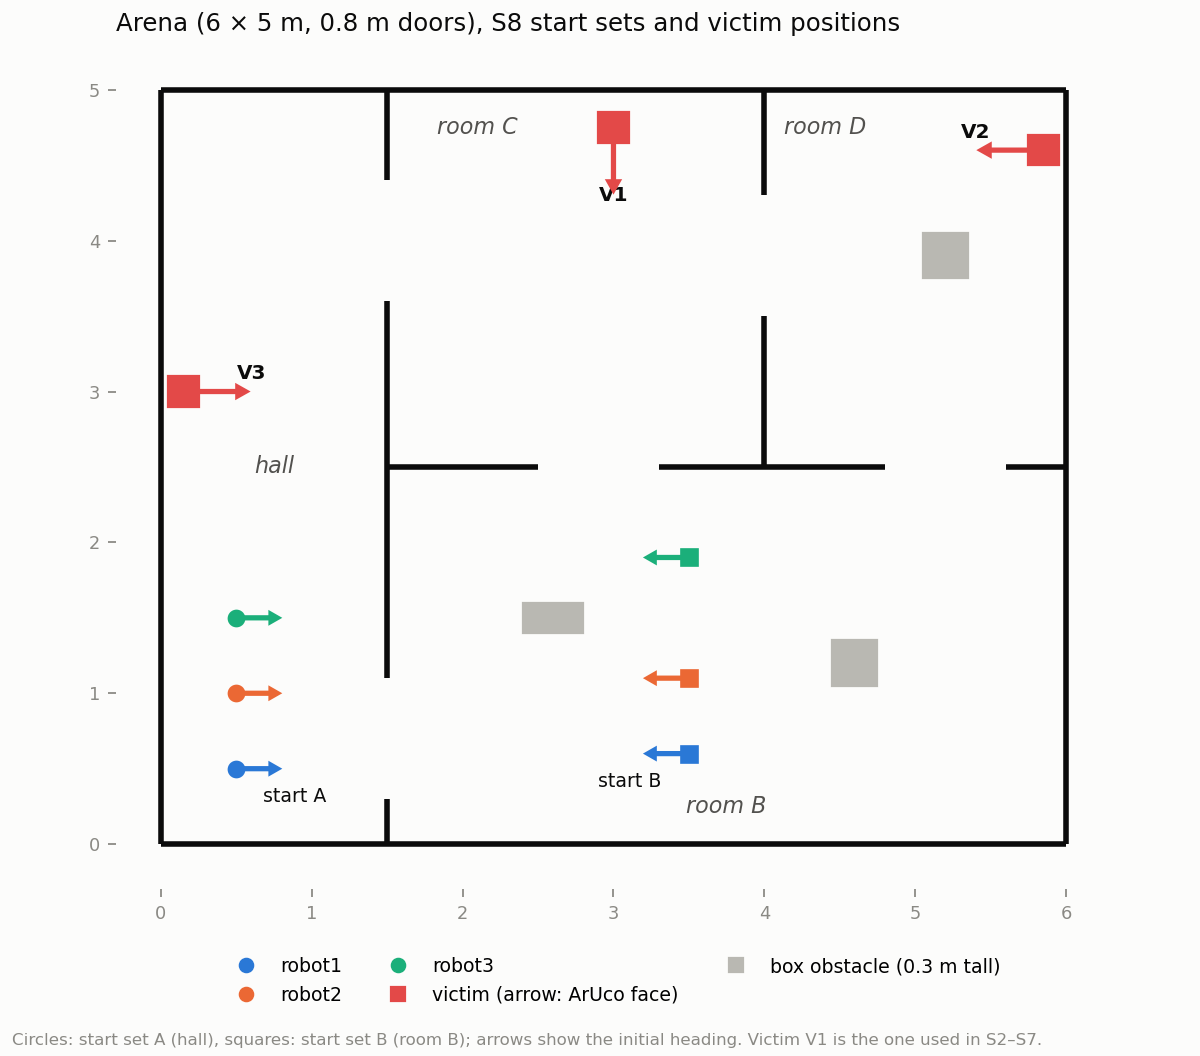 Arena (6 × 5 m, 0.8 m doors), S8 start sets and victim positions
5
room C
room D
V2
V1
4
V3
3
hall
2
1
start A
start B
room B
0
0 1 2 3 4 5 6
robot1
robot3
box obstacle (0.3 m tall)
robot2
victim (arrow: ArUco face)
Circles: start set A (hall), squares: start set B (room B); arrows show the initial heading. Victim V1 is the one used in S2–S7.